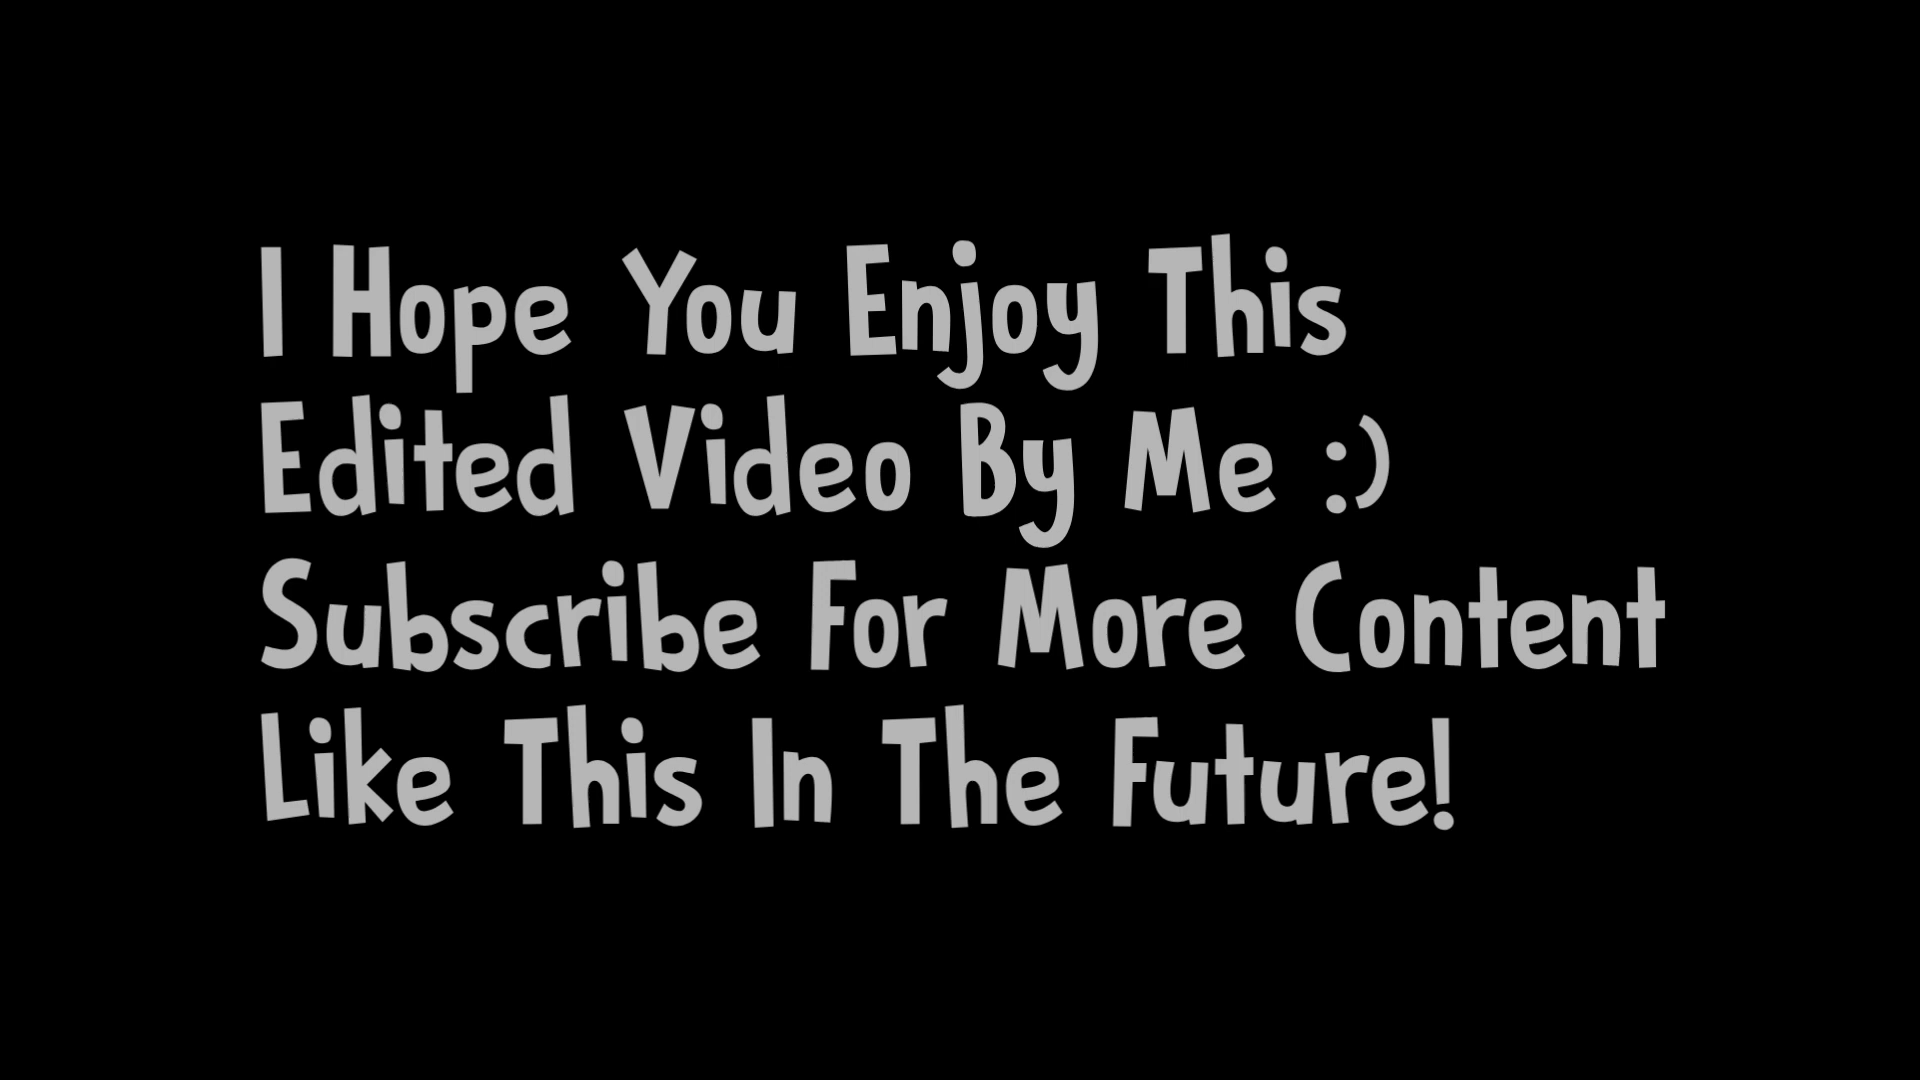 I Hope You Enjoy This
Edited Video By Me :)
Subscribe For More Content
Like This In The Future!